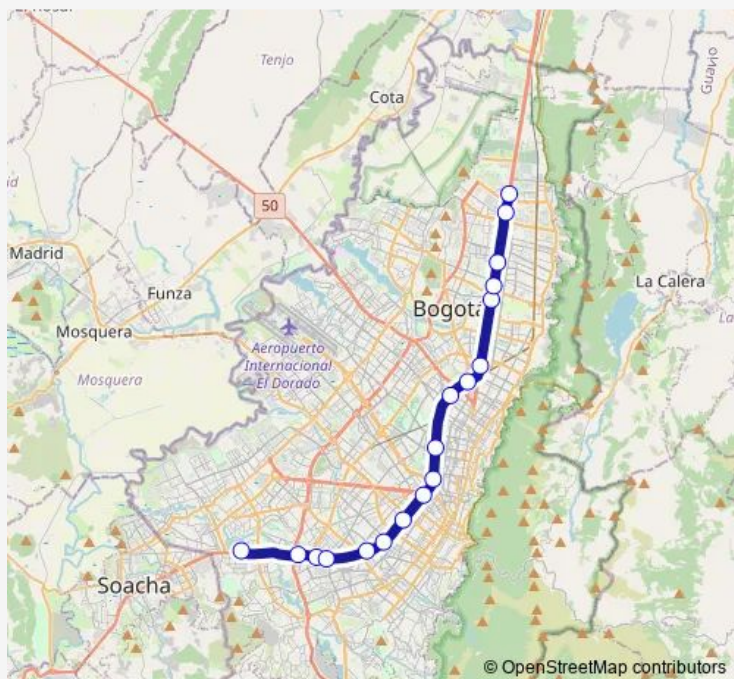 Tenjo
Cota
50
Madrid
Funza
La Calera
Bogotá
Mosquera
Aeropuerto
Internacional
El Dorado
Mosquera
Soacha
© OpenStreetMap contributors